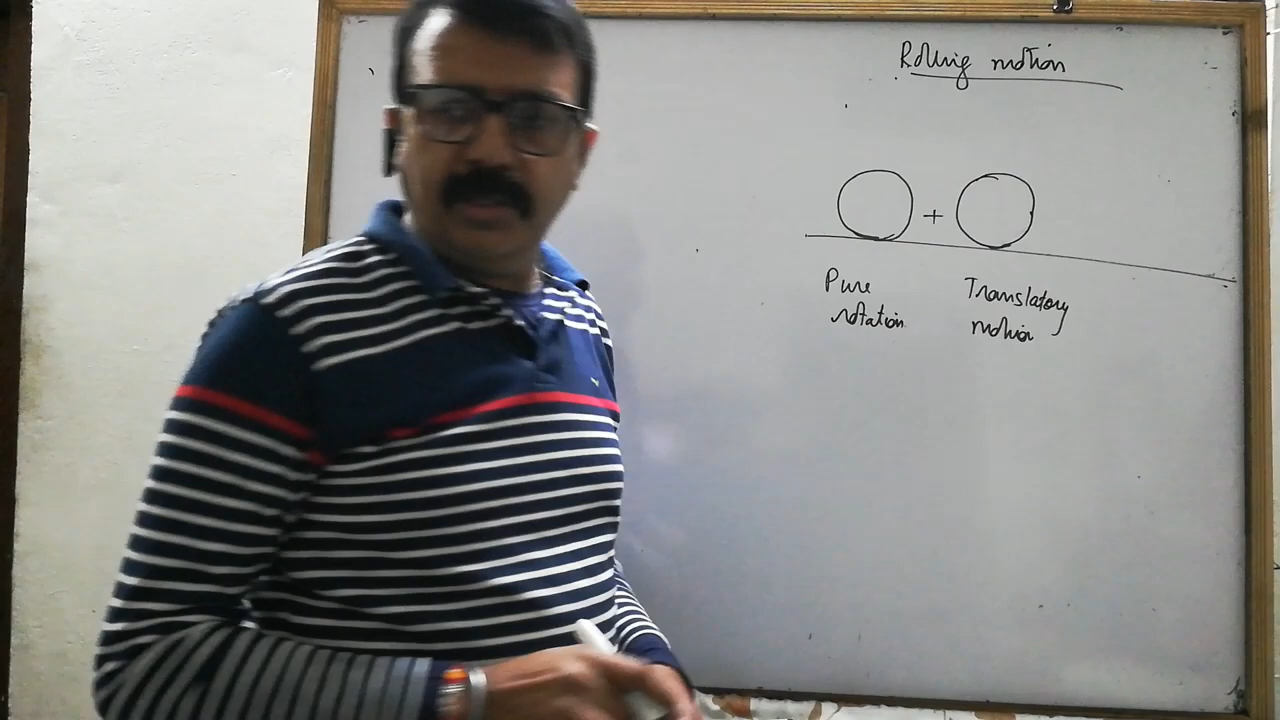 Rolling motion
+
Pure
rotation
Translatory
motion